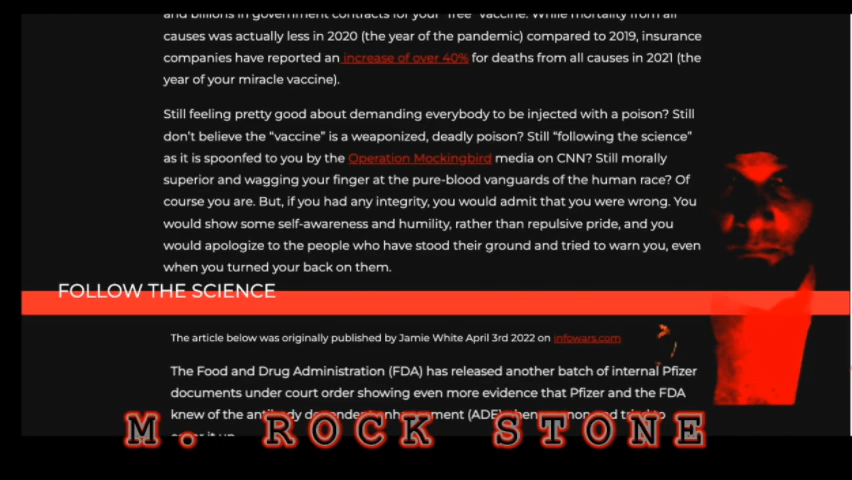 and billions in government contracts for your "free" vaccine. While mortality from all
causes was actually less in 2020 (the year of the pandemic) compared to 2019, insurance
companies have reported an increase of over 40% for deaths from all causes in 2021 (the
year of your miracle vaccine).
Still feeling pretty good about demanding everybody to be injected with a poison? Still
don't believe the "vaccine" is a weaponized, deadly poison? Still "following the science"
as it is spoonfed to you by the Operation Mockingbird media on CNN? Still morally
superior and wagging your finger at the pure-blood vanguards of the human race? Of
course you are. But, if you had any integrity, you would admit that you were wrong. You
would show some self-awareness and humility, rather than repulsive pride, and you
would apologize to the people who have stood their ground and tried to warn you, even
when you turned your back on them.
FOLLOW THE SCIENCE
The article below was originally published by Jamie White April 3rd 2022 on infowars.com
The Food and Drug Administration (FDA) has released another batch of internal Pfizer
documents under court order showing even more evidence that Pfizer and the FDA
knew of the antibody dependent enhancement (ADE) phenomenon and tried to
cover it up
M. ROCK STONE